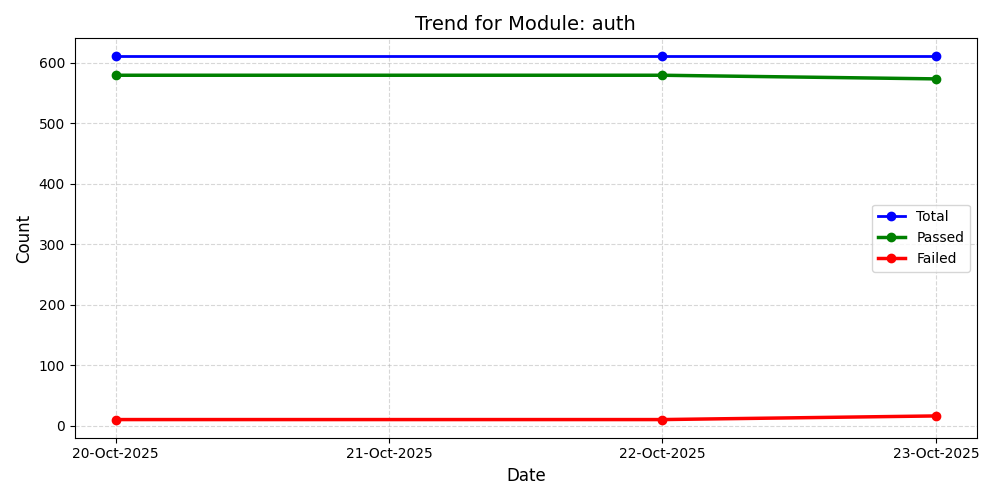 Trend for Module: auth
600
500
400
300
200
100
0
Count
Total
Passed
Failed
20-Oct-2025
21-Oct-2025
22-Oct-2025
23-Oct-2025
Date